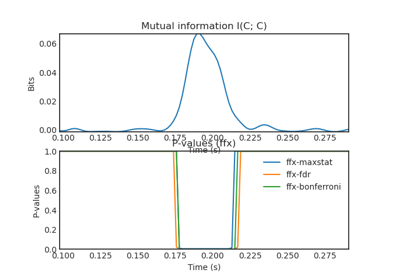 Mutual information I(C; C)
0.06
0.04
0.02
0.00
Bits
0.100 0.125 0.150 0.175 0.200 0.225 0.250 0.275
Time (s)
P-values (ffx)
1.0
0.8
0.6
0.4
0.2
0.0
P-values
ffx-maxstat
ffx-fdr
ffx-bonferroni
0.100 0.125 0.150 0.175 0.200 0.225 0.250 0.275
Time (s)